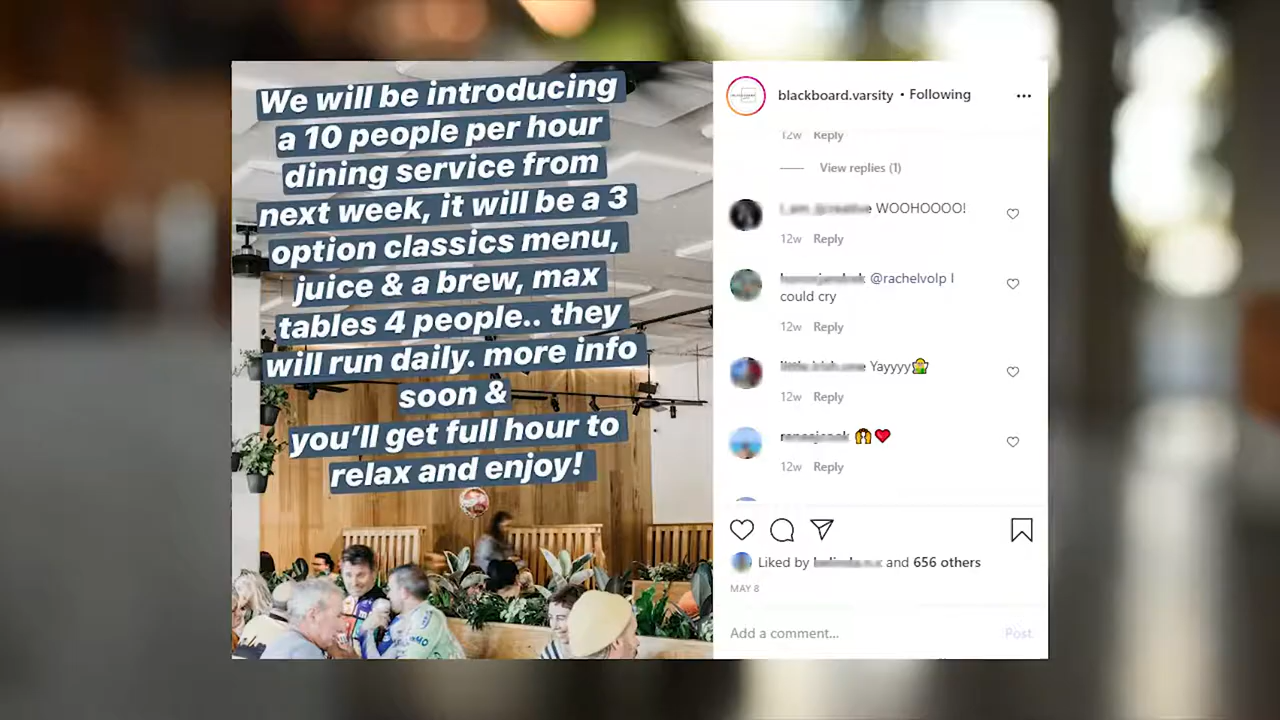 We will be introducing
a 10 people per hour
dining service from
next week, it will be a 3
option classics menu,
juice & a brew, max
tables 4 people.. they
will run daily. more info
soon &
you'll get full hour to
relax and enjoy!
blackboard.varsity • Following
12w Reply
View replies (1)
WOOHOOOO!
12w Reply
@rachelvolp I
could cry
12w Reply
Yayyyy
12w Reply
12w Reply
Liked by and 656 others
MAY 8
Add a comment...
Post